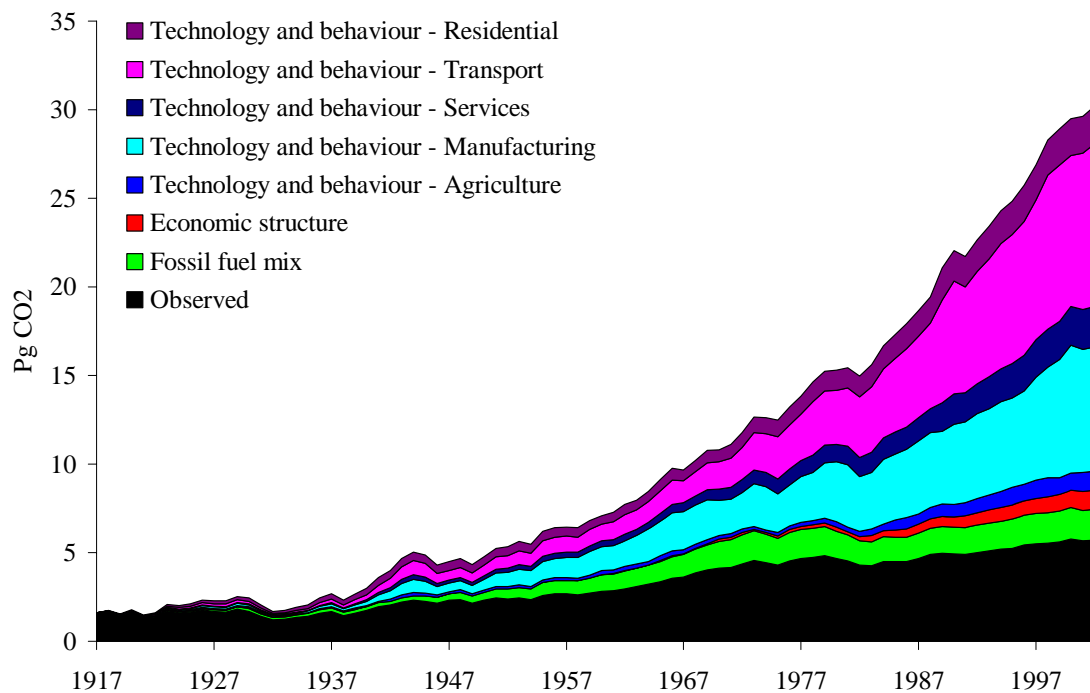 35
30
25
20
15
10
5
0
Pg CO2
Technology and behaviour - Residential
Technology and behaviour - Transport
Technology and behaviour - Services
Technology and behaviour - Manufacturing
Technology and behaviour - Agriculture
Economic structure
Fossil fuel mix
Observed
1917 1927 1937 1947 1957 1967 1977 1987 1997